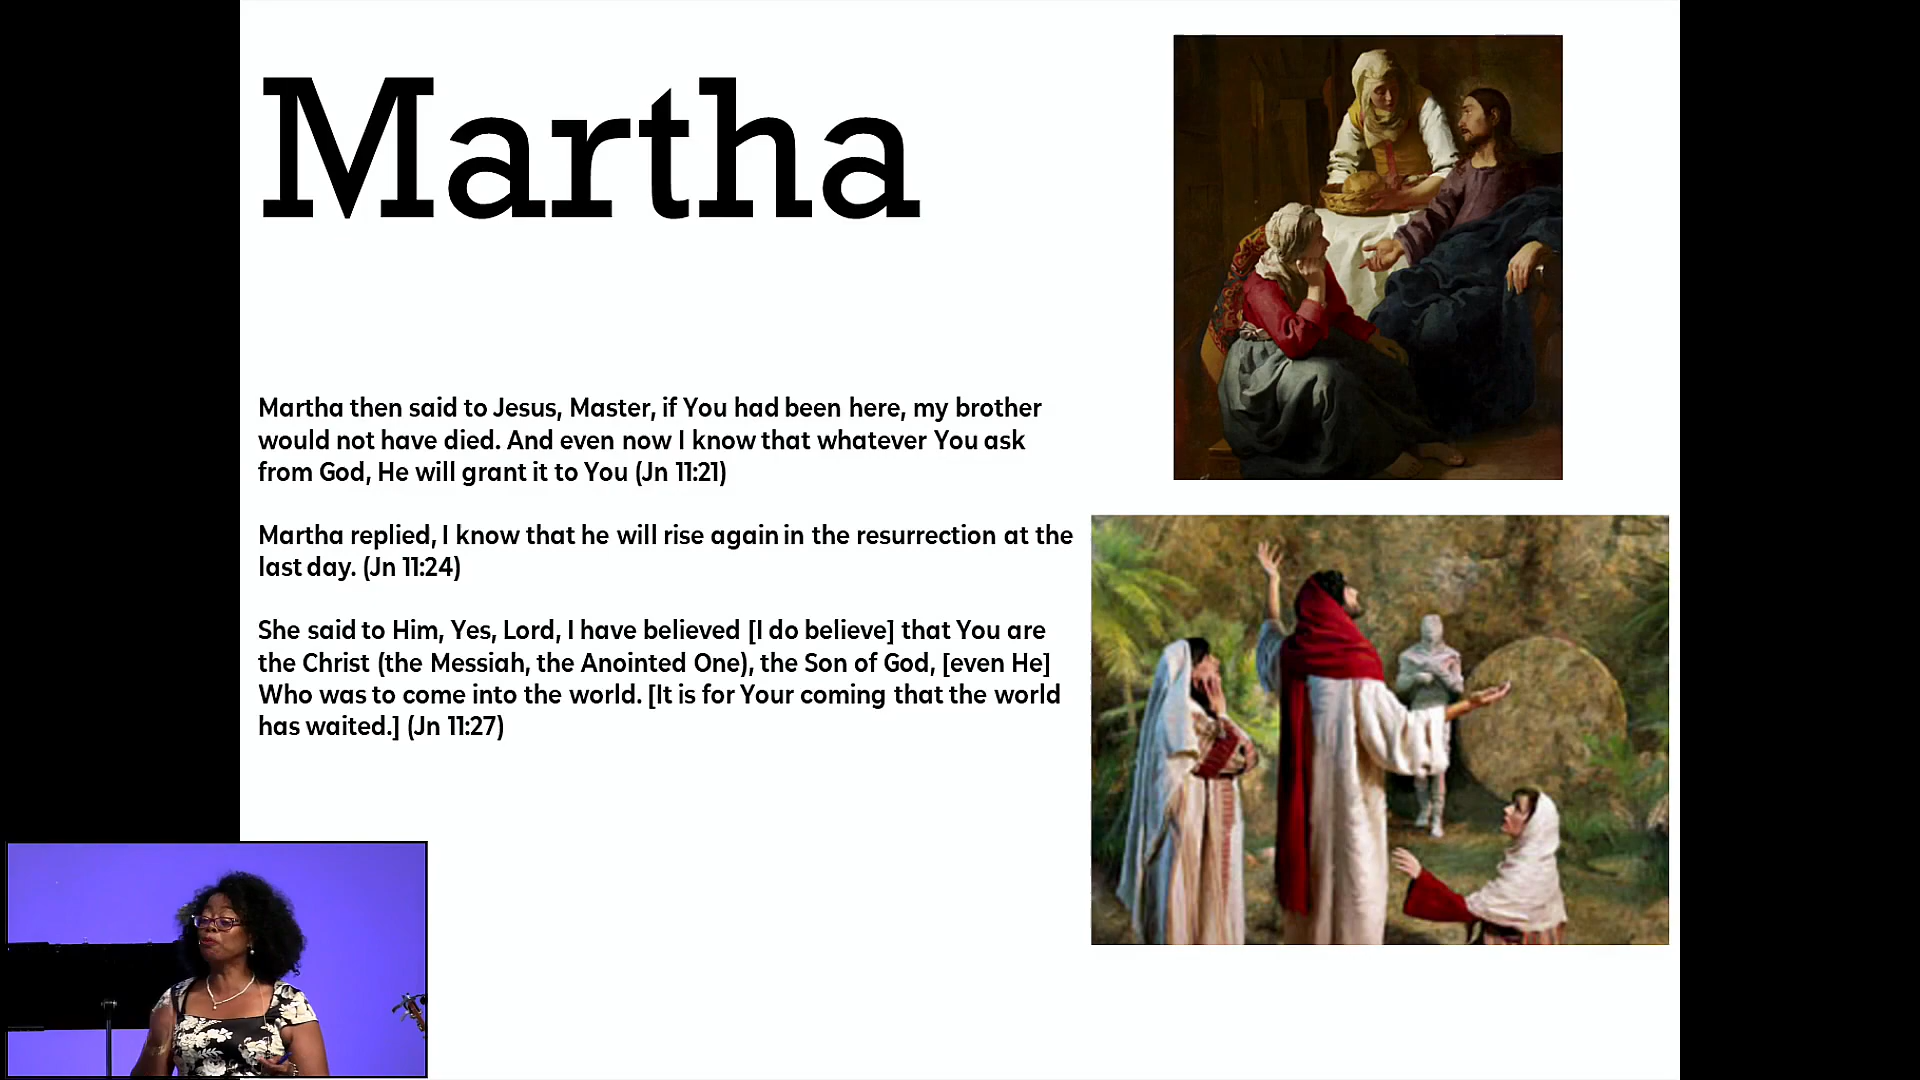 Martha
Martha then said to Jesus, Master, if You had been here, my brother
would not have died. And even now I know that whatever You ask
from God, He will grant it to You (Jn 11:21)
Martha replied, I know that he will rise again in the resurrection at the
last day. (Jn 11:24)
She said to Him, Yes, Lord, I have believed [I do believe] that You are
the Christ (the Messiah, the Anointed One), the Son of God, [even He]
Who was to come into the world. [It is for Your coming that the world
has waited.] (Jn 11:27)